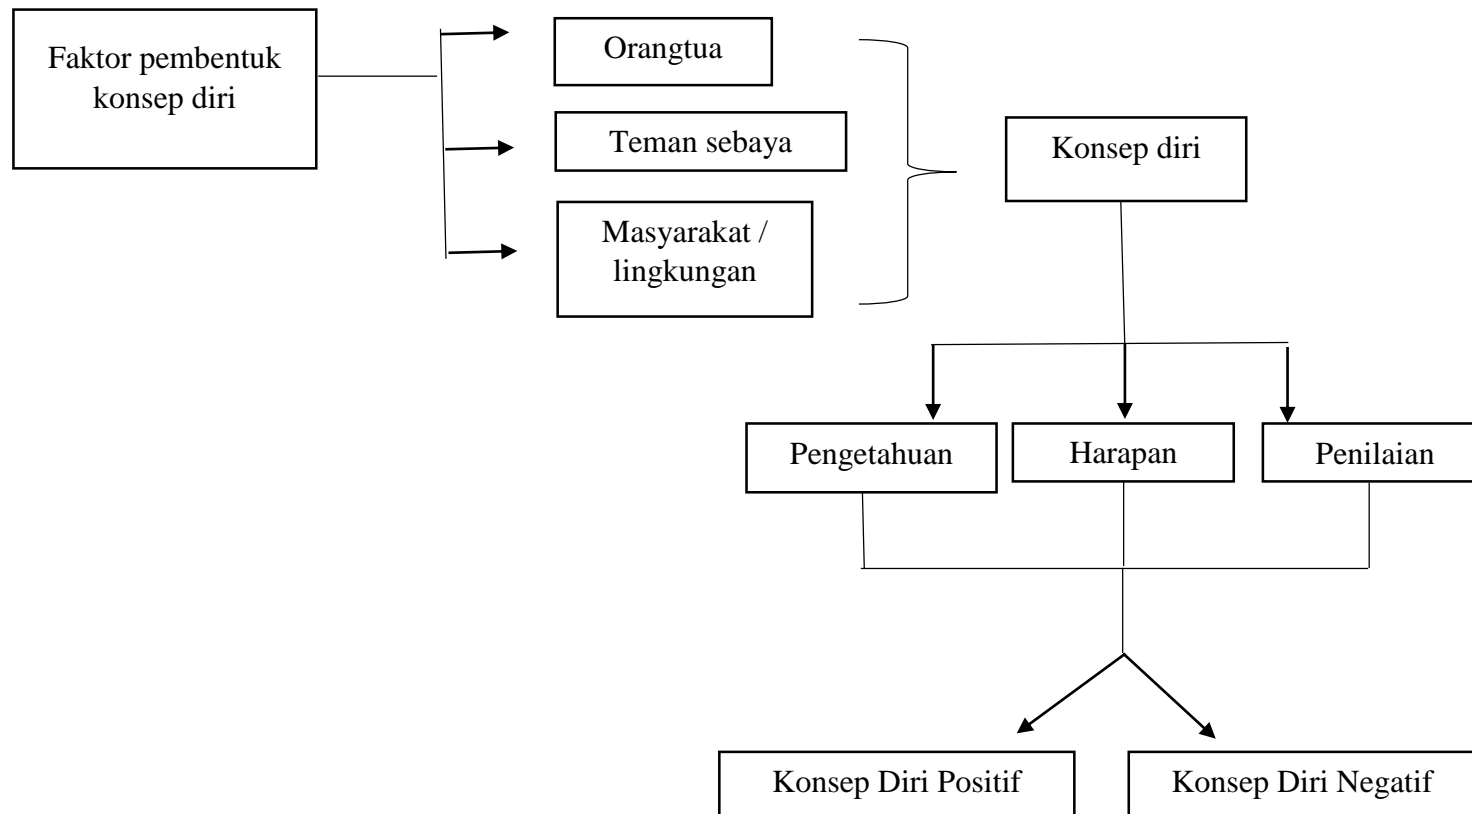 Faktor pembentuk
konsep diri
Orangtua
Teman sebaya
Masyarakat /
lingkungan
Konsep diri
Pengetahuan
Harapan
Penilaian
Konsep Diri Positif
Konsep Diri Negatif